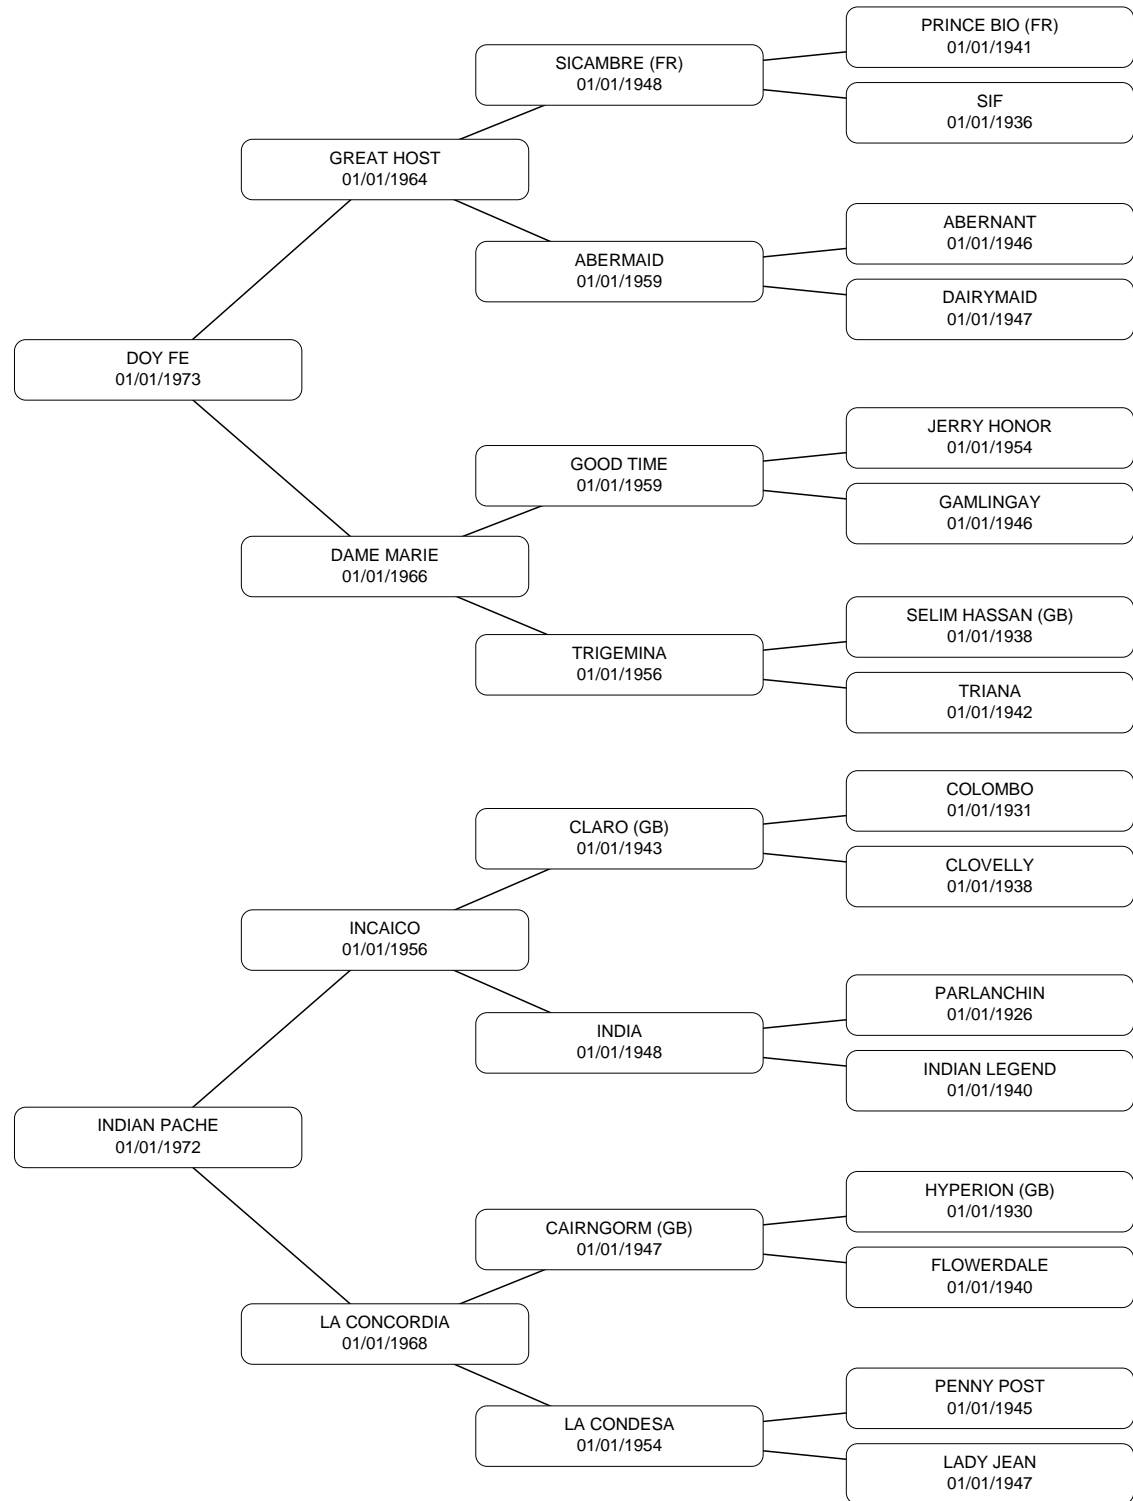 PRINCE BIO (FR)
01/01/1941
SICAMBRE (FR)
01/01/1948
SIF
01/01/1936
GREAT HOST
01/01/1964
ABERNANT
01/01/1946
ABERMAID
01/01/1959
DAIRYMAID
01/01/1947
DOY FE
01/01/1973
JERRY HONOR
01/01/1954
GOOD TIME
01/01/1959
GAMLINGAY
01/01/1946
DAME MARIE
01/01/1966
SELIM HASSAN (GB)
01/01/1938
TRIGEMINA
01/01/1956
TRIANA
01/01/1942
COLOMBO
01/01/1931
CLARO (GB)
01/01/1943
CLOVELLY
01/01/1938
INCAICO
01/01/1956
PARLANCHIN
01/01/1926
INDIA
01/01/1948
INDIAN LEGEND
01/01/1940
INDIAN PACHE
01/01/1972
HYPERION (GB)
01/01/1930
CAIRNGORM (GB)
01/01/1947
FLOWERDALE
01/01/1940
LA CONCORDIA
01/01/1968
PENNY POST
01/01/1945
LA CONDESA
01/01/1954
LADY JEAN
01/01/1947